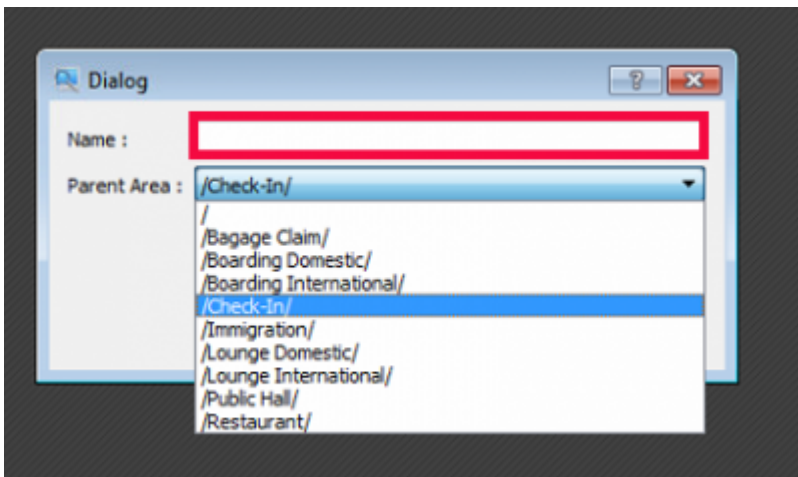 Dialog
?
Name :
Parent Area : /Check-In/
/
/Bagage Claim/
/Boarding Domestic/
/Boarding International/
/Check-In/
/Immigration/
/Lounge Domestic/
/Lounge International/
/Public Hall/
/Restaurant/